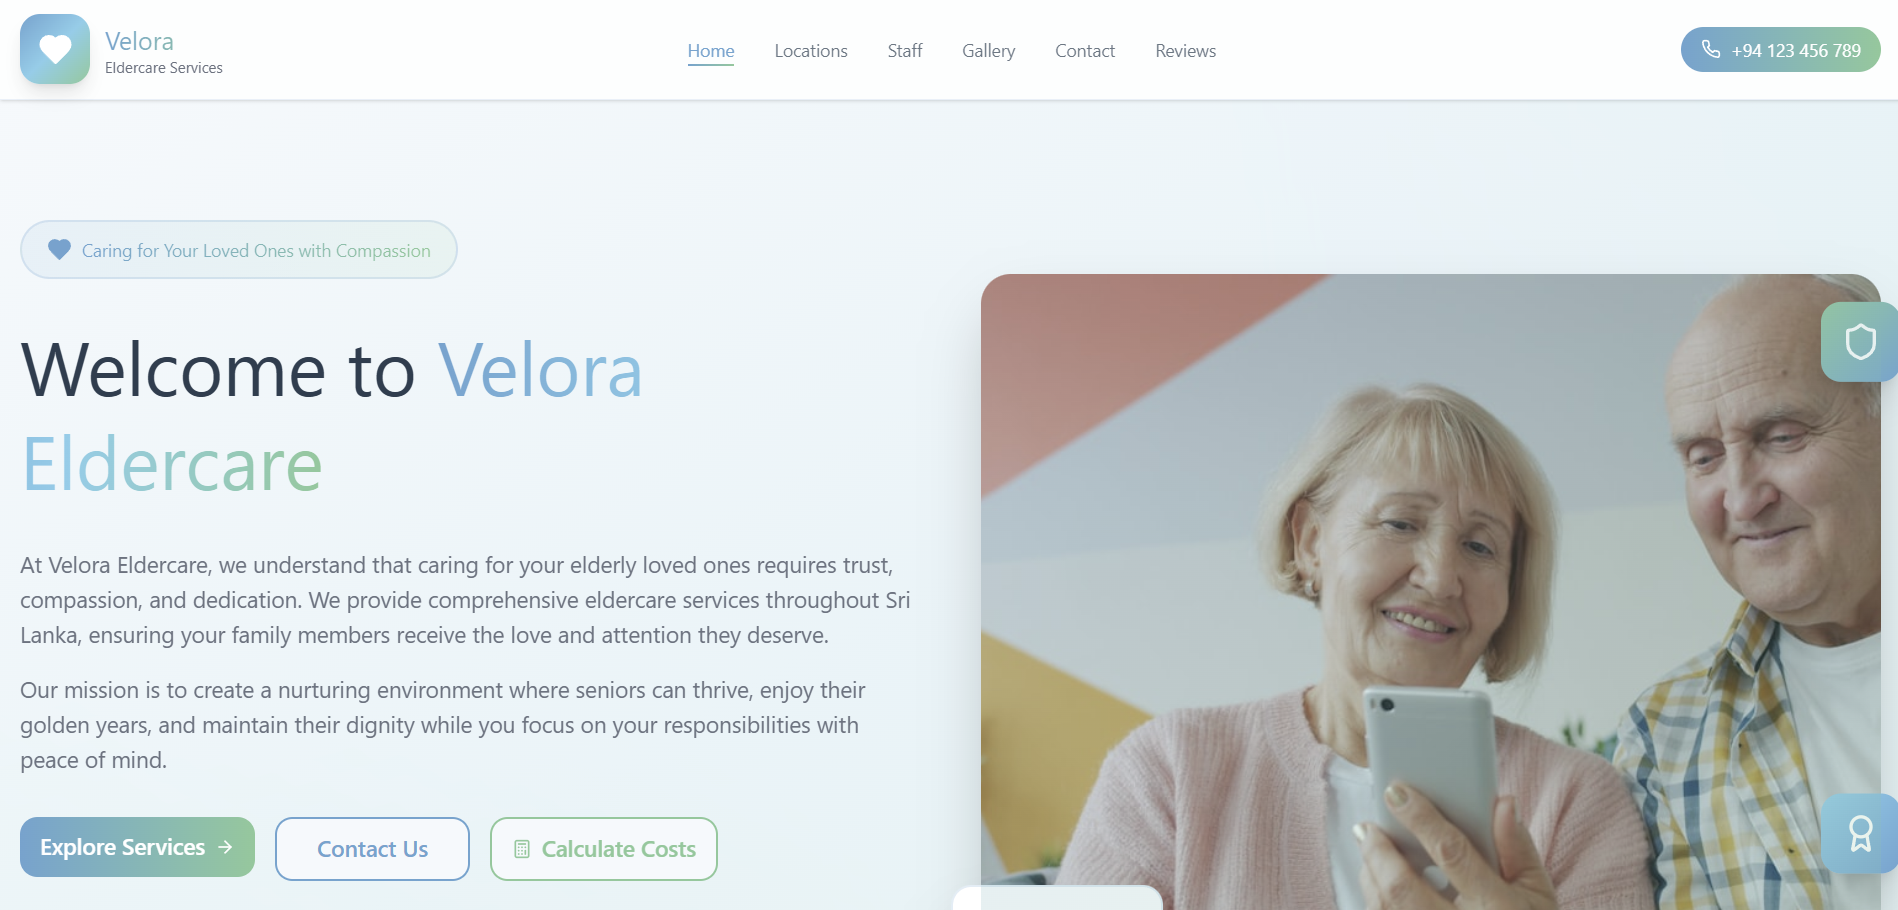 Velora
Eldercare Services
Home
Locations
Staff
Gallery
Contact
Reviews
+94 123 456 789
Caring for Your Loved Ones with Compassion
Welcome to Velora
Eldercare
At Velora Eldercare, we understand that caring for your elderly loved ones requires trust,
compassion, and dedication. We provide comprehensive eldercare services throughout Sri
Lanka, ensuring your family members receive the love and attention they deserve.
Our mission is to create a nurturing environment where seniors can thrive, enjoy their
golden years, and maintain their dignity while you focus on your responsibilities with
peace of mind.
Explore Services
Contact Us
Calculate Costs